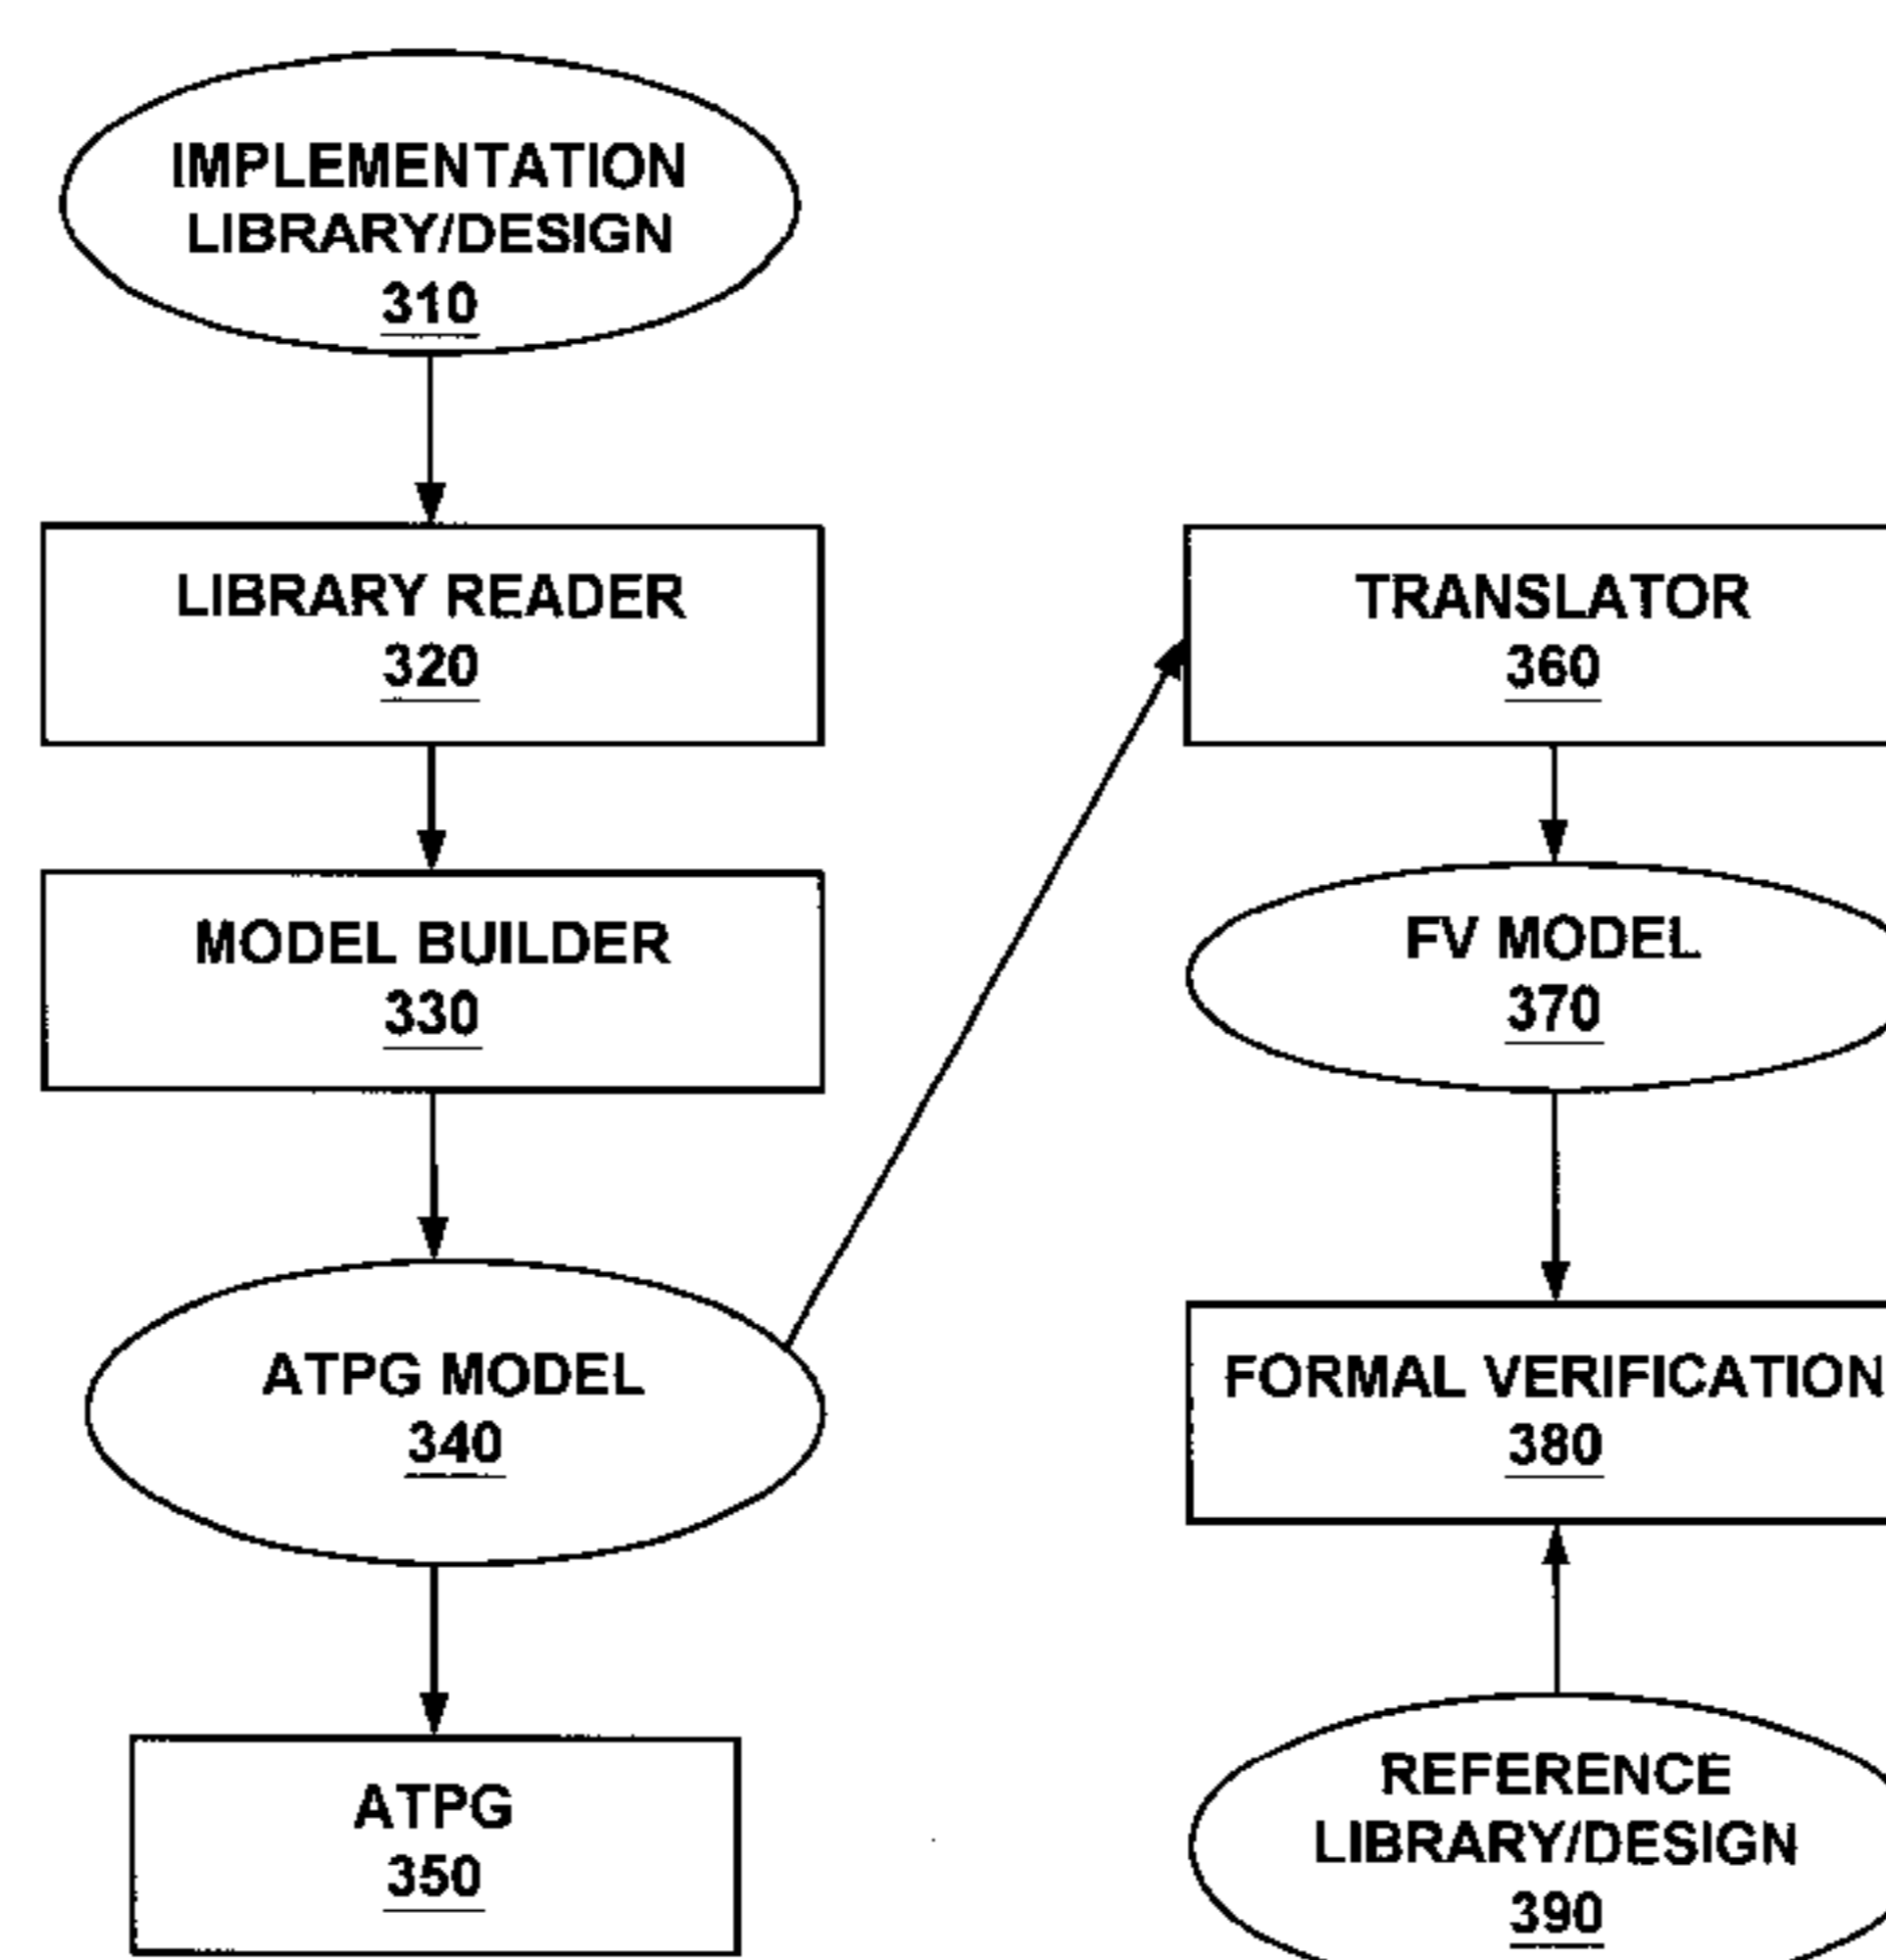 IMPLEMENTATION
LIBRARY/DESIGN
310
LIBRARY READER
320
MODEL BUILDER
330
ATPG MODEL
340
ATPG
350
TRANSLATOR
360
FV MODEL
370
FORMAL VERIFICATION
380
REFERENCE
LIBRARY/DESIGN
390